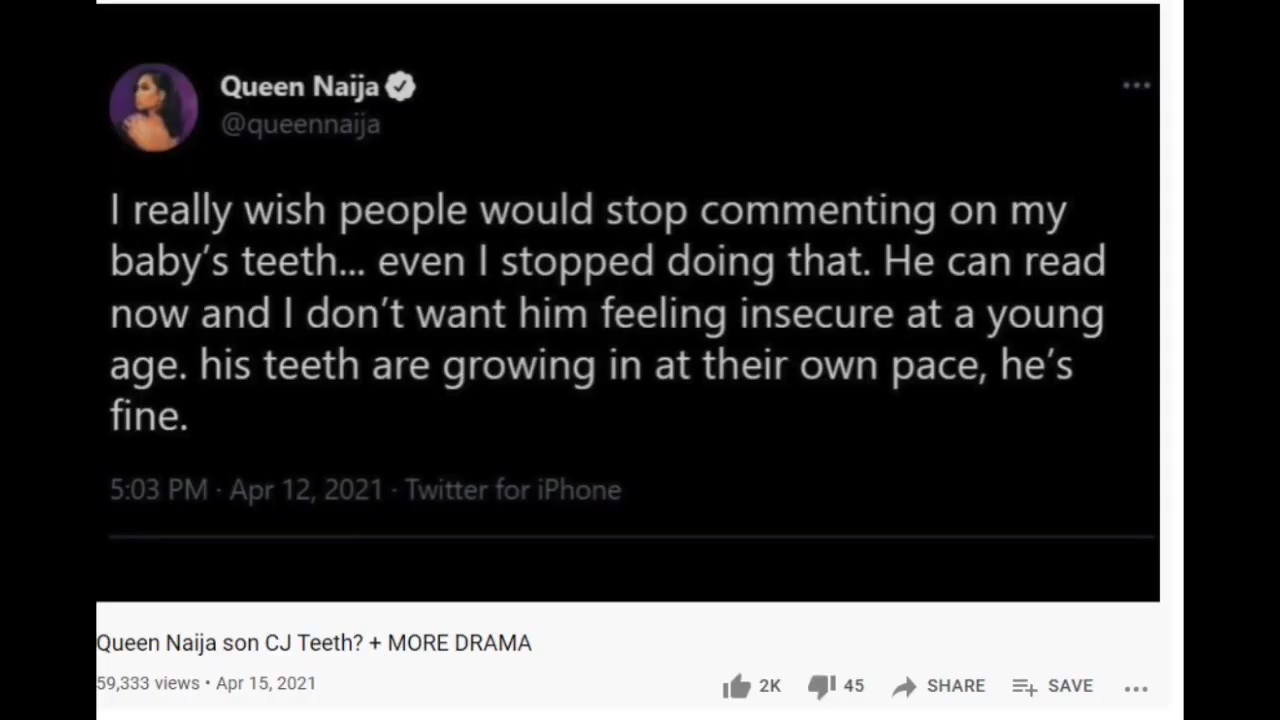 Queen Naija
@queennaija
I really wish people would stop commenting on my
baby’s teeth... even I stopped doing that. He can read
now and I don’t want him feeling insecure at a young
age. his teeth are growing in at their own pace, he’s
fine.
5:03 PM · Apr 12, 2021 · Twitter for iPhone
Queen Naija son CJ Teeth? + MORE DRAMA
59,333 views • Apr 15, 2021
2K 45 SHARE SAVE